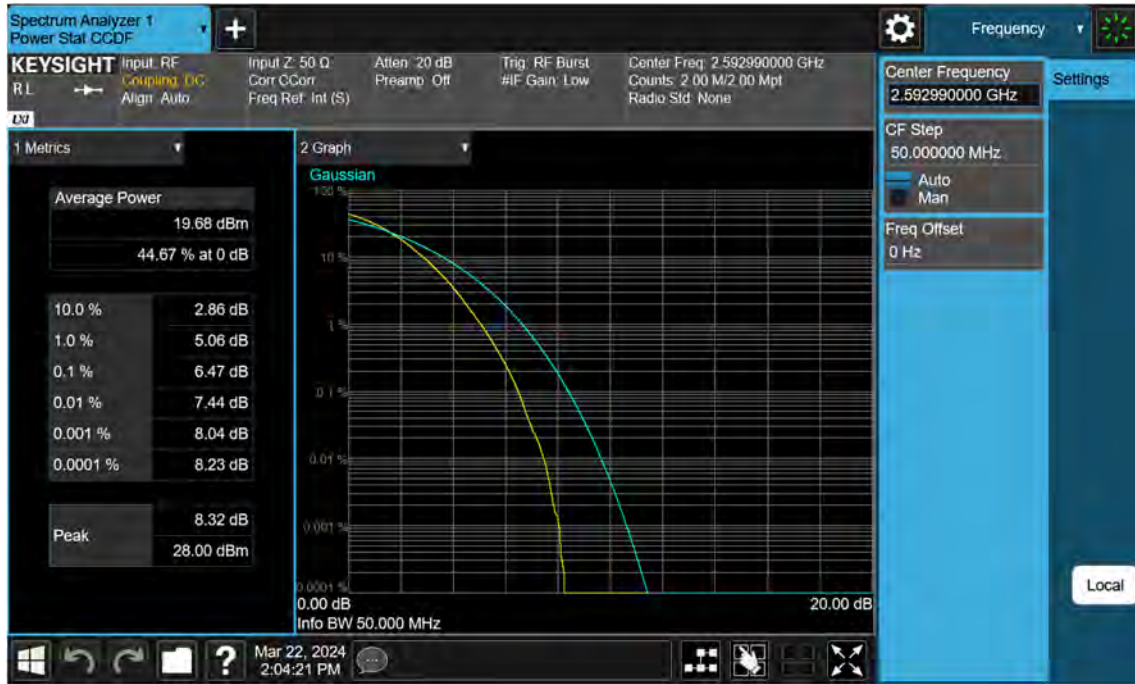 Spectrum Analyzer 1
Power Stat CCDF
Frequency
KEYSIGHT
R L
LXI
Input: RF
Coupling: DC
Align: Auto
Input Z: 50 Ω
Corr CCorr
Freq Ref: Int (S)
Atten: 20 dB
Preamp: Off
Trig: RF Burst
#IF Gain: Low
Center Freq: 2.592990000 GHz
Counts: 2.00 M/2.00 Mpt
Radio Std: None
Center Frequency
2.592990000 GHz
Settings
CF Step
50.000000 MHz
Auto
Man
Freq Offset
0 Hz
1 Metrics
Average Power
19.68 dBm
44.67 % at 0 dB
10.0 % 2.86 dB
1.0 % 5.06 dB
0.1 % 6.47 dB
0.01 % 7.44 dB
0.001 % 8.04 dB
0.0001 % 8.23 dB
Peak
8.32 dB
28.00 dBm
2 Graph
Gaussian
100 %
10 %
1 %
0.1 %
0.01 %
0.001 %
0.0001 %
0.00 dB 20.00 dB
Info BW 50.000 MHz
Local
Mar 22, 2024
2:04:21 PM